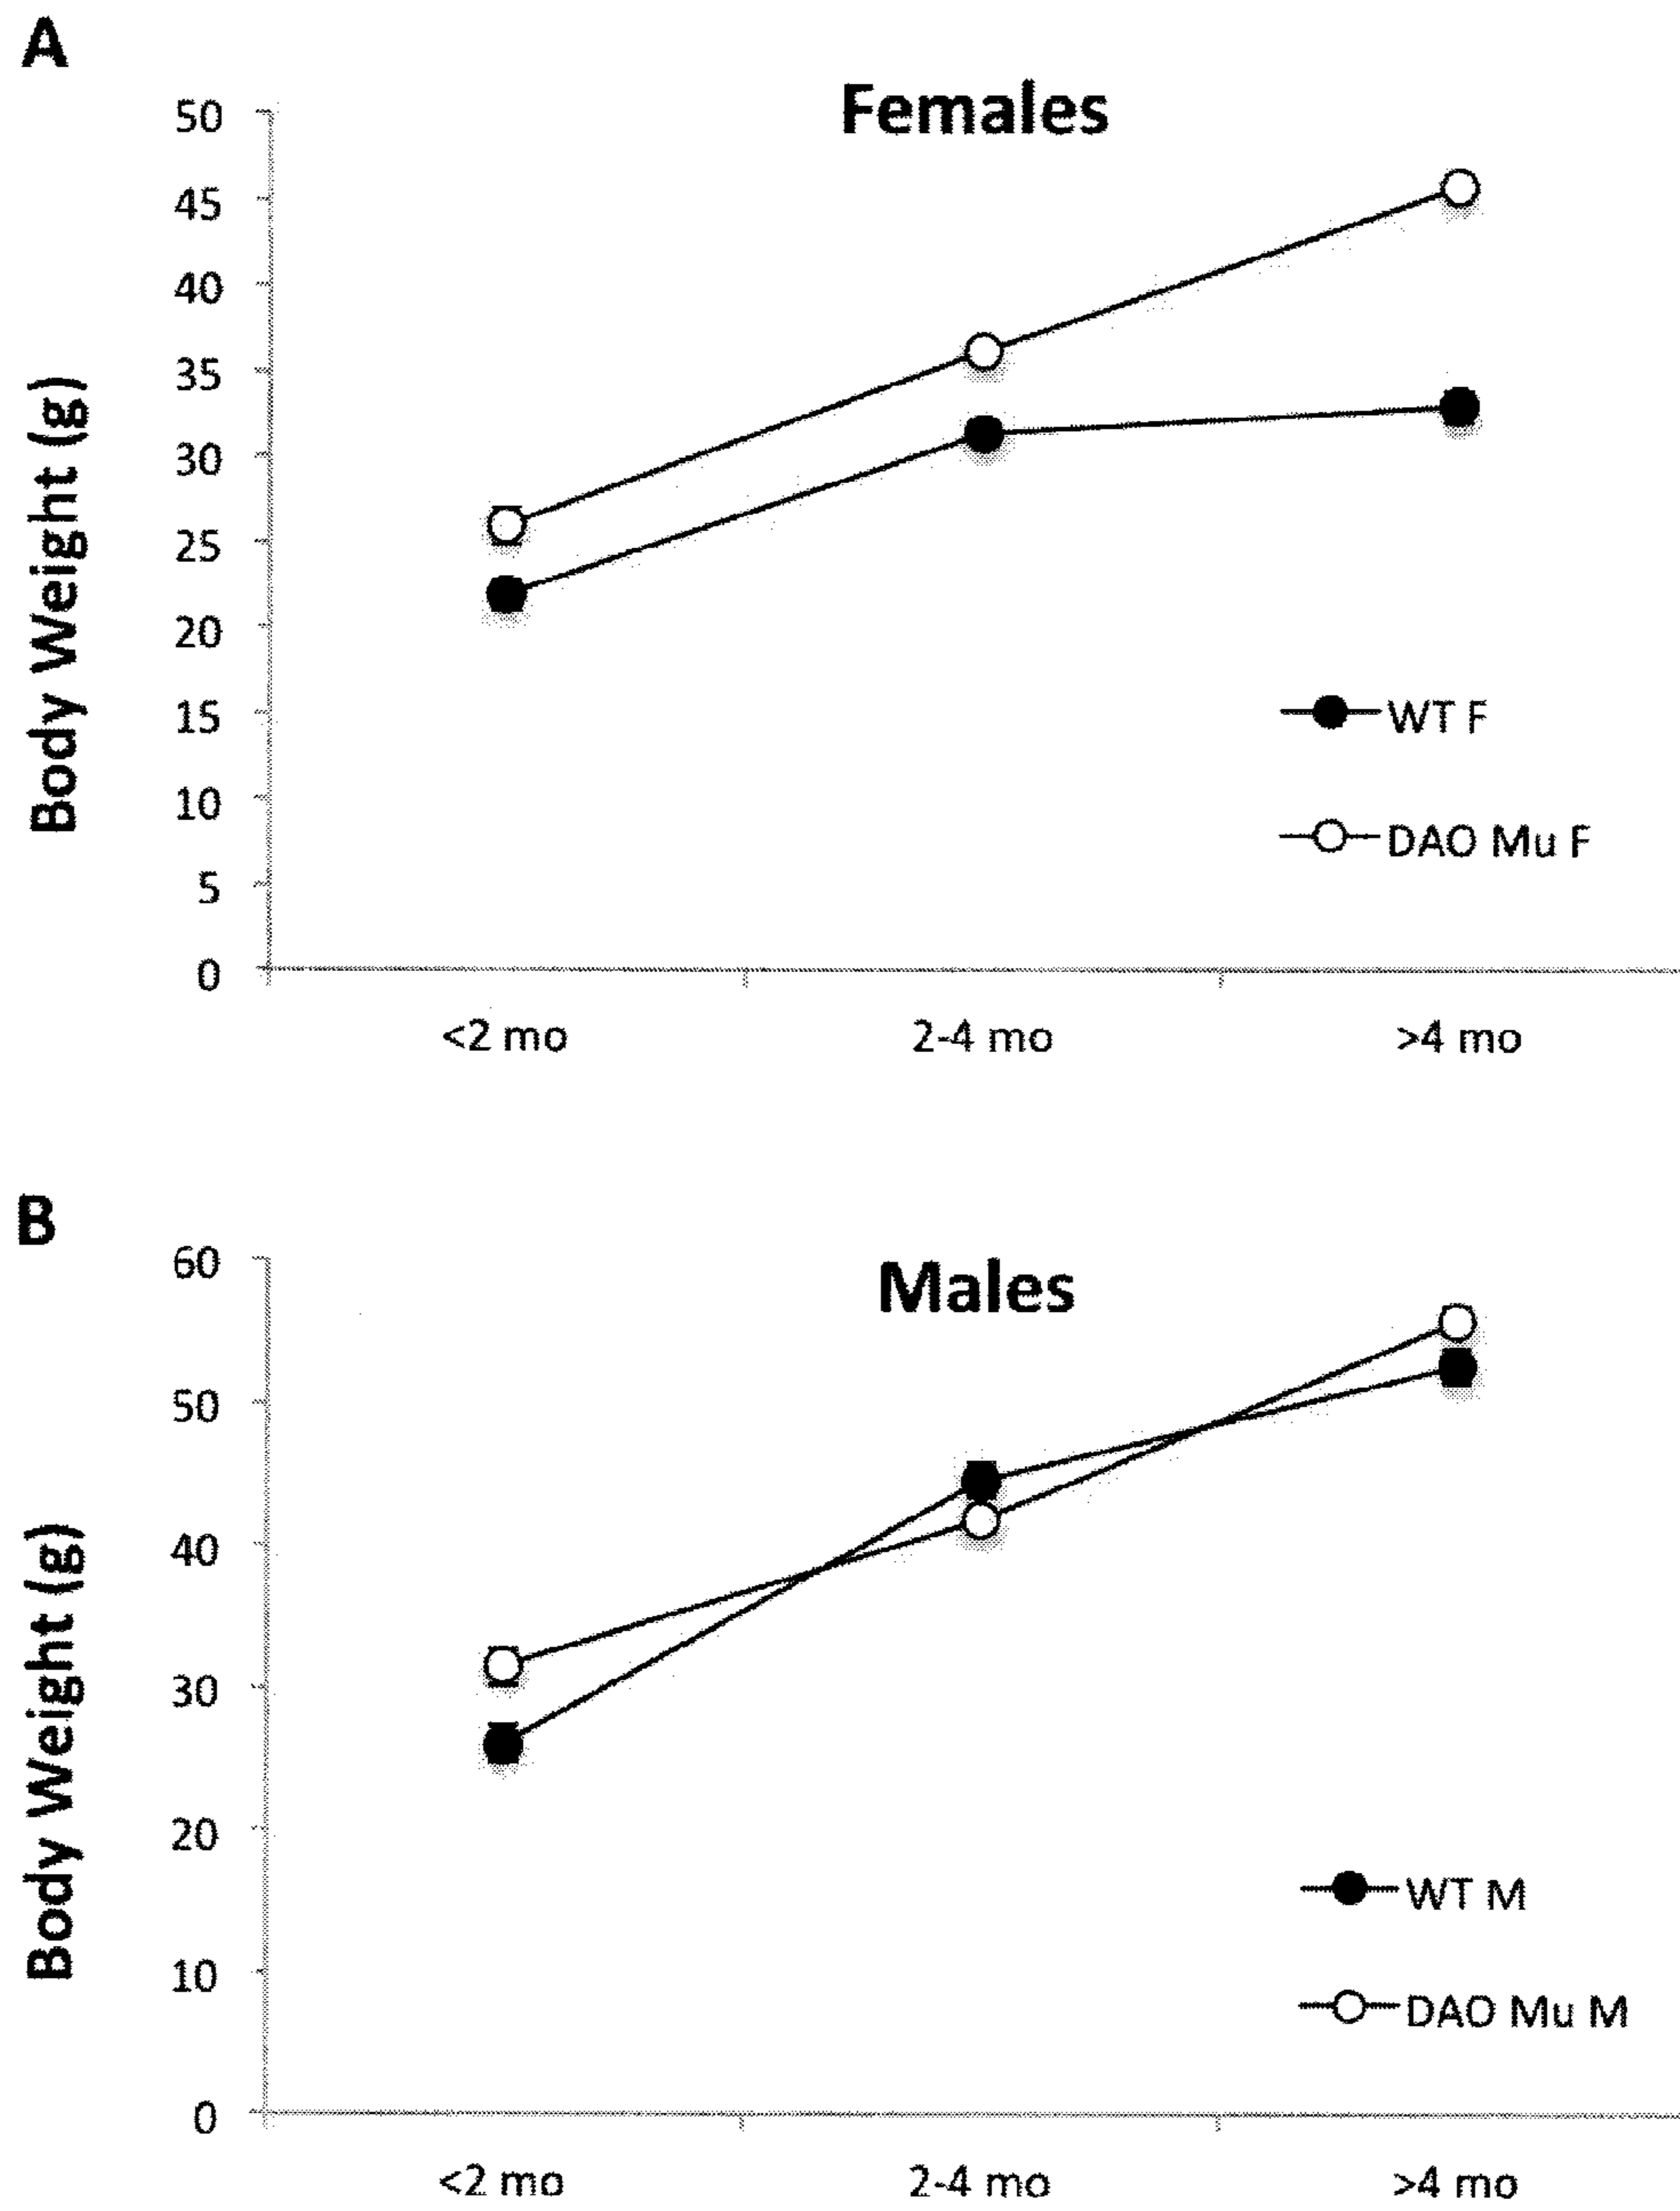 A
Females
50
45
40
35
30
25
20
15
10
5
0
Body Weight (g)
WT F
DAO Mu F
<2 mo 2-4 mo >4 mo
B
Males
60
50
40
30
20
10
0
Body Weight (g)
WT M
DAO Mu M
<2 mo 2-4 mo >4 mo